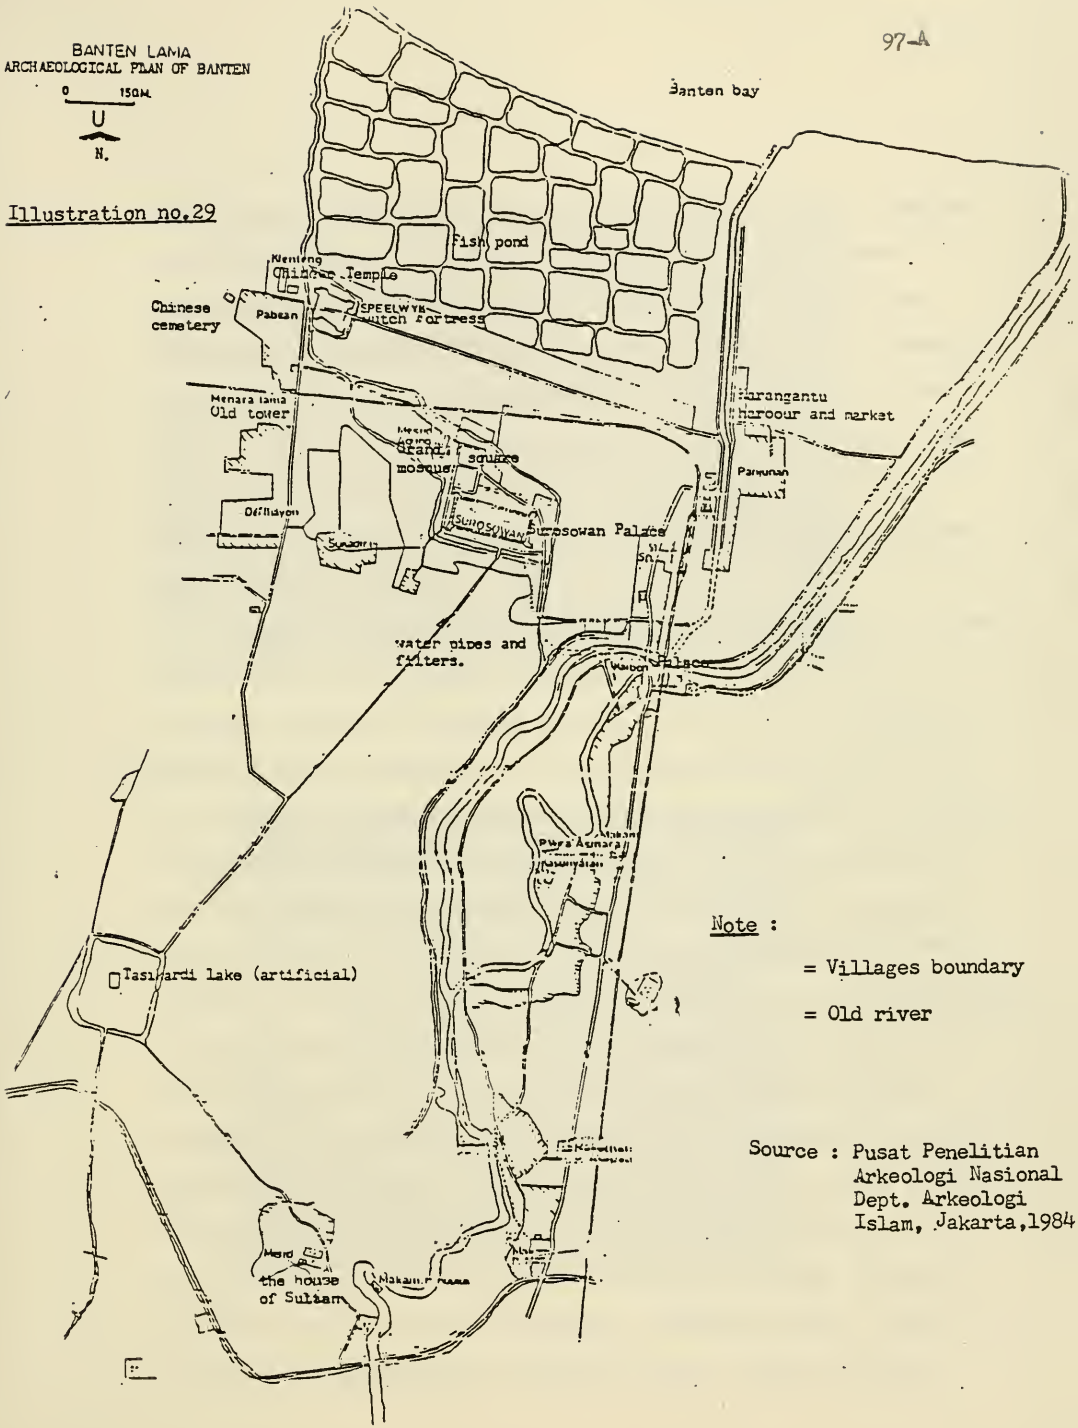 97-A
BANTEN LAMA
ARCHAEOLOGICAL PLAN OF BANTEN
0 150M.
U
N.
Banten bay
Illustration no.29
Fish pond
Klenteng
Chinese Temple
Chinese
cemetery
Pabean
SPEELWYK
Dutch fortress
Menara lama
Old tower
Karangantu
harbour and market
Grand
mosque
square
Pamunan
SUROSOWAN
Surosowan Palace
water pipes and
filters.
Palace
Note :
= Villages boundary
= Old river
Tasikardi lake (artificial)
Source : Pusat Penelitian
Arkeologi Nasional
Dept. Arkeologi
Islam, Jakarta,1984
the house
of Sultan
Makam